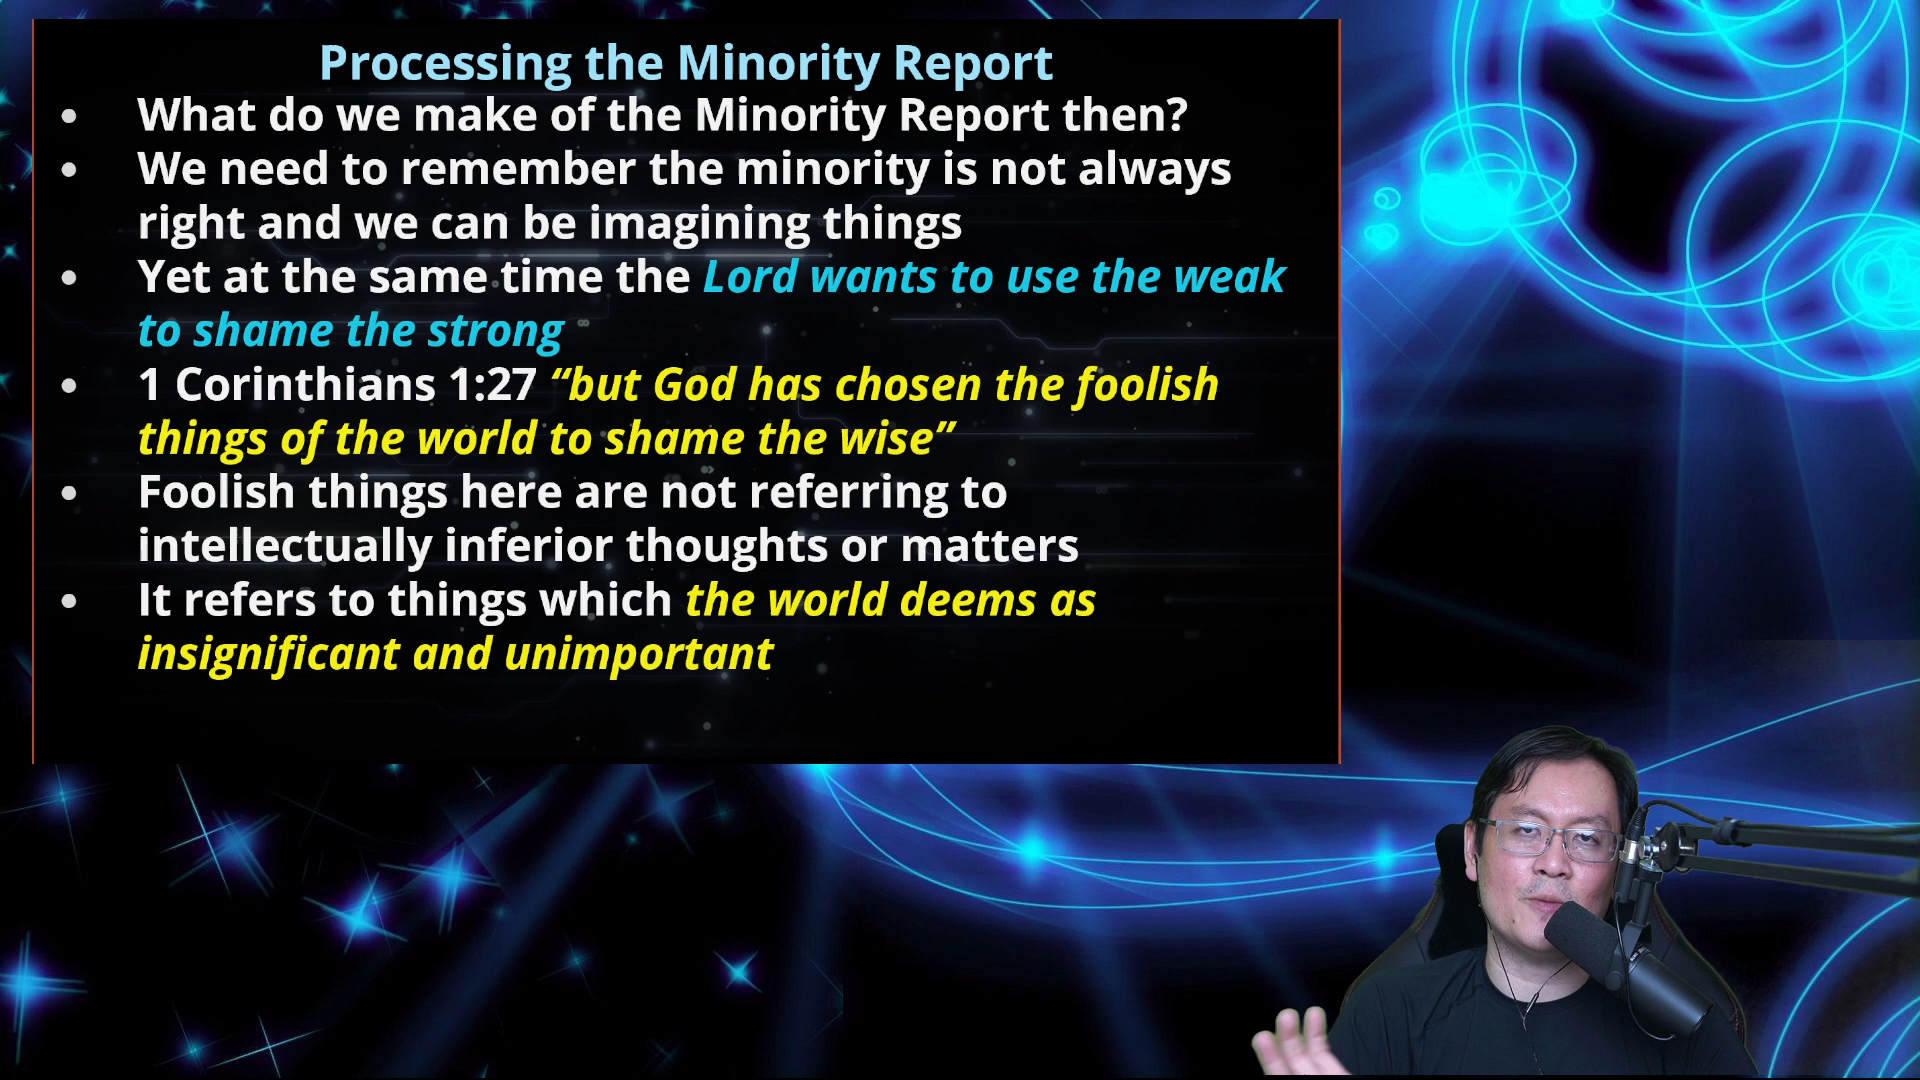 Processing the Minority Report
• What do we make of the Minority Report then?
• We need to remember the minority is not always
right and we can be imagining things
• Yet at the same time the Lord wants to use the weak
to shame the strong
• 1 Corinthians 1:27 “but God has chosen the foolish
things of the world to shame the wise”
• Foolish things here are not referring to
intellectually inferior thoughts or matters
• It refers to things which the world deems as
insignificant and unimportant